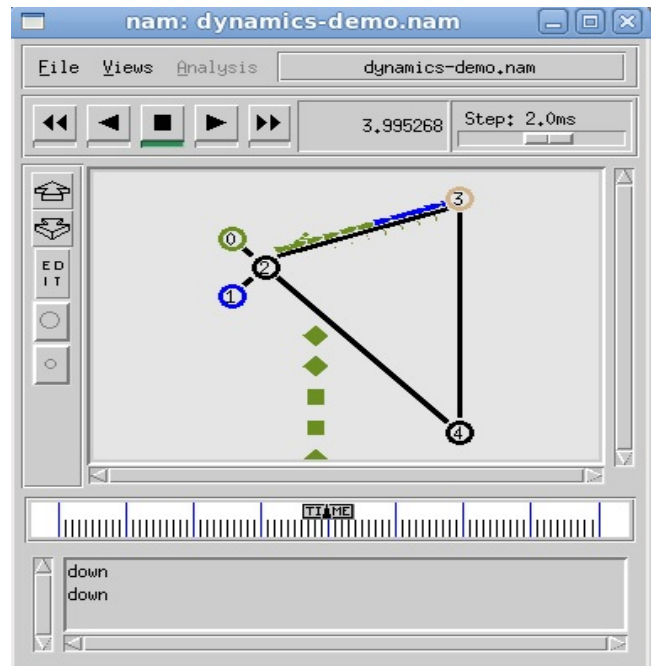 nam: dynamics-demo.nam
File Views Analysis dynamics-demo.nam
3.995268 Step: 2.0ms
ED
IT
3
0
2
1
4
TIME
down
down